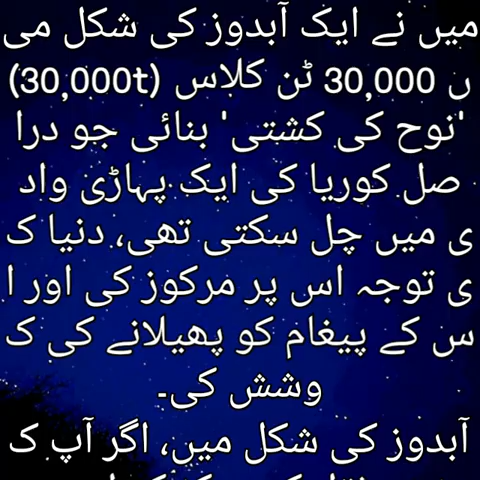 میں نے ایک آبدوز کی شکل می
ں 30,000 ٹن کلاس (30,000t)
'نوح کی کشتی' بنائی جو درا
صل کوریا کی ایک پہاڑی واد
ی میں چل سکتی تھی، دنیا ک
ی توجہ اس پر مرکوز کی اور ا
س کے پیغام کو پھیلانے کی ک
وشش کی۔
آبدوز کی شکل میں، اگر آپ ک